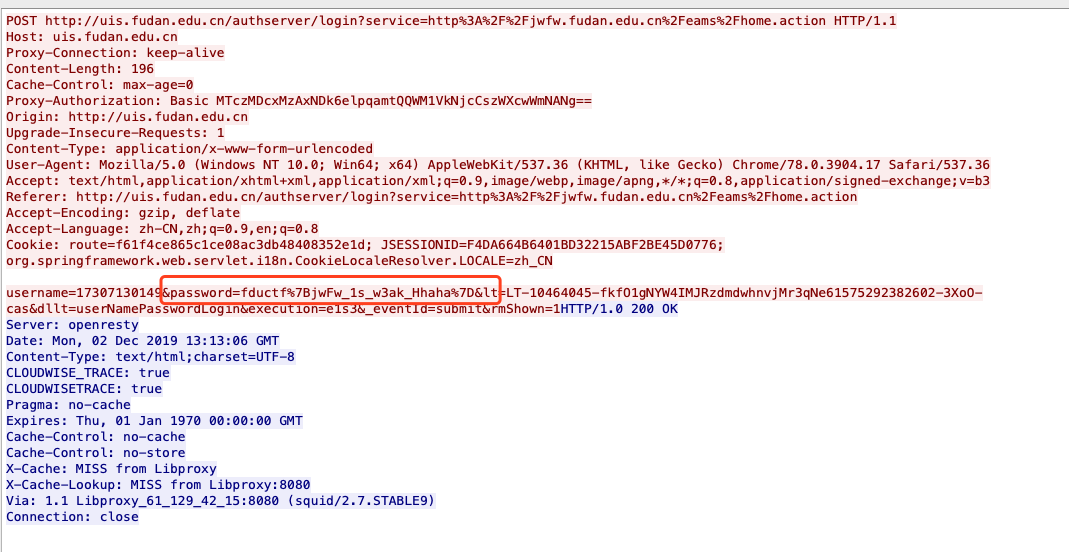 POST http://uis.fudan.edu.cn/authserver/login?service=http%3A%2F%2Fjwfw.fudan.edu.cn%2Feams%2Fhome.action HTTP/1.1
Host: uis.fudan.edu.cn
Proxy-Connection: keep-alive
Content-Length: 196
Cache-Control: max-age=0
Proxy-Authorization: Basic MTczMDcxMzAxNDk6elpqamtQQWM1VkNjcCszWXcwWmNANg==
Origin: http://uis.fudan.edu.cn
Upgrade-Insecure-Requests: 1
Content-Type: application/x-www-form-urlencoded
User-Agent: Mozilla/5.0 (Windows NT 10.0; Win64; x64) AppleWebKit/537.36 (KHTML, like Gecko) Chrome/78.0.3904.17 Safari/537.36
Accept: text/html,application/xhtml+xml,application/xml;q=0.9,image/webp,image/apng,*/*;q=0.8,application/signed-exchange;v=b3
Referer: http://uis.fudan.edu.cn/authserver/login?service=http%3A%2F%2Fjwfw.fudan.edu.cn%2Feams%2Fhome.action
Accept-Encoding: gzip, deflate
Accept-Language: zh-CN,zh;q=0.9,en;q=0.8
Cookie: route=f61f4ce865c1ce08ac3db48408352e1d; JSESSIONID=F4DA664B6401BD32215ABF2BE45D0776;
org.springframework.web.servlet.i18n.CookieLocaleResolver.LOCALE=zh_CN
username=17307130149&password=fductf%7BjwFw_1s_w3ak_Hhaha%7D&lt=LT-10464045-fkfO1gNYW4IMJRzdmdwhnvjMr3qNe61575292382602-3XoO-
cas&dllt=userNamePasswordLogin&execution=e1s3&_eventId=submit&rmShown=1HTTP/1.0 200 OK
Server: openresty
Date: Mon, 02 Dec 2019 13:13:06 GMT
Content-Type: text/html;charset=UTF-8
CLOUDWISE_TRACE: true
CLOUDWISETRACE: true
Pragma: no-cache
Expires: Thu, 01 Jan 1970 00:00:00 GMT
Cache-Control: no-cache
Cache-Control: no-store
X-Cache: MISS from Libproxy
X-Cache-Lookup: MISS from Libproxy:8080
Via: 1.1 Libproxy_61_129_42_15:8080 (squid/2.7.STABLE9)
Connection: close